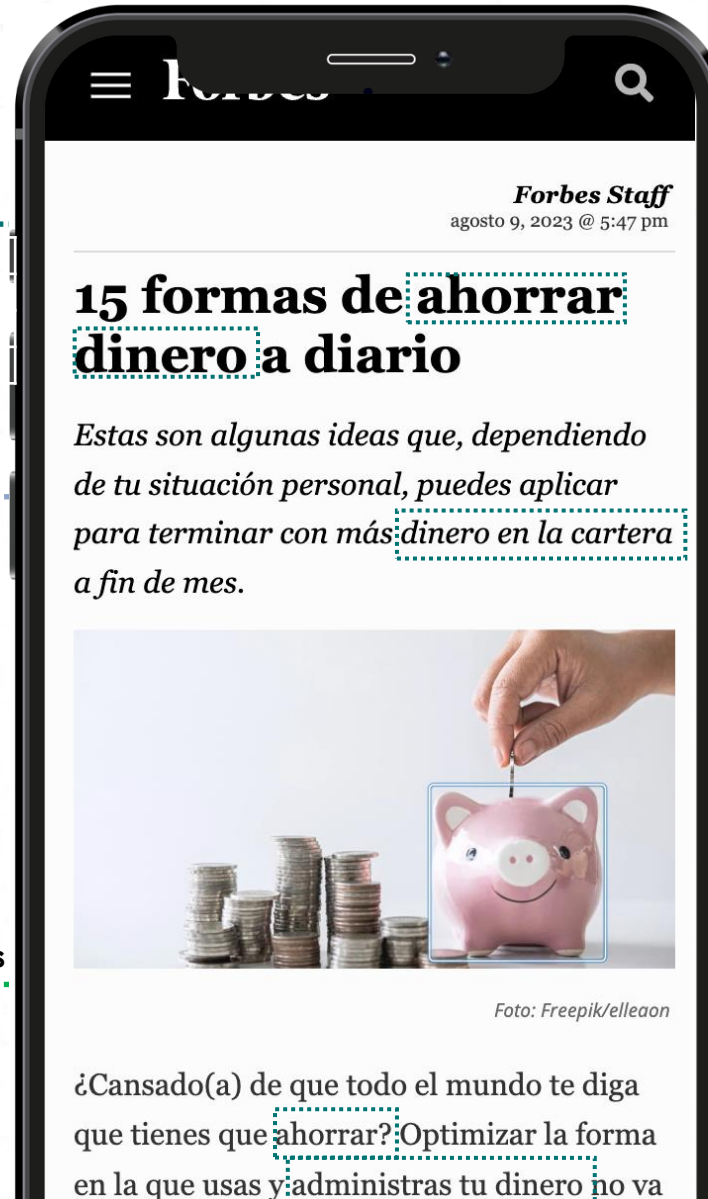 Forbes
Forbes Staff
agosto 9, 2023 @ 5:47 pm
15 formas de ahorrar
dinero a diario
Estas son algunas ideas que, dependiendo
de tu situación personal, puedes aplicar
para terminar con más dinero en la cartera
a fin de mes.
s
Foto: Freepik/elleaon
¿Cansado(a) de que todo el mundo te diga
que tienes que ahorrar? Optimizar la forma
en la que usas y administras tu dinero no va